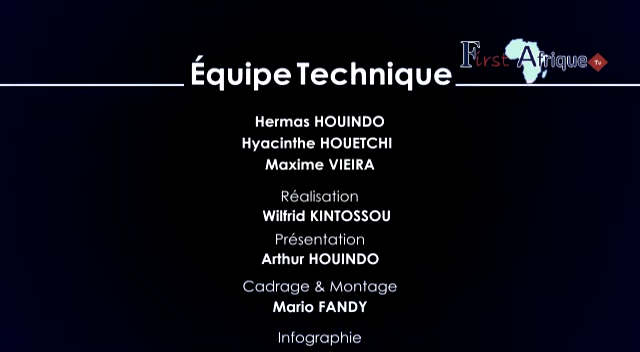 First Afrique Tv
Équipe Technique
Hermas HOUINDO
Hyacinthe HOUETCHI
Maxime VIEIRA
Réalisation
Wilfrid KINTOSSOU
Présentation
Arthur HOUINDO
Cadrage & Montage
Mario FANDY
Infographie